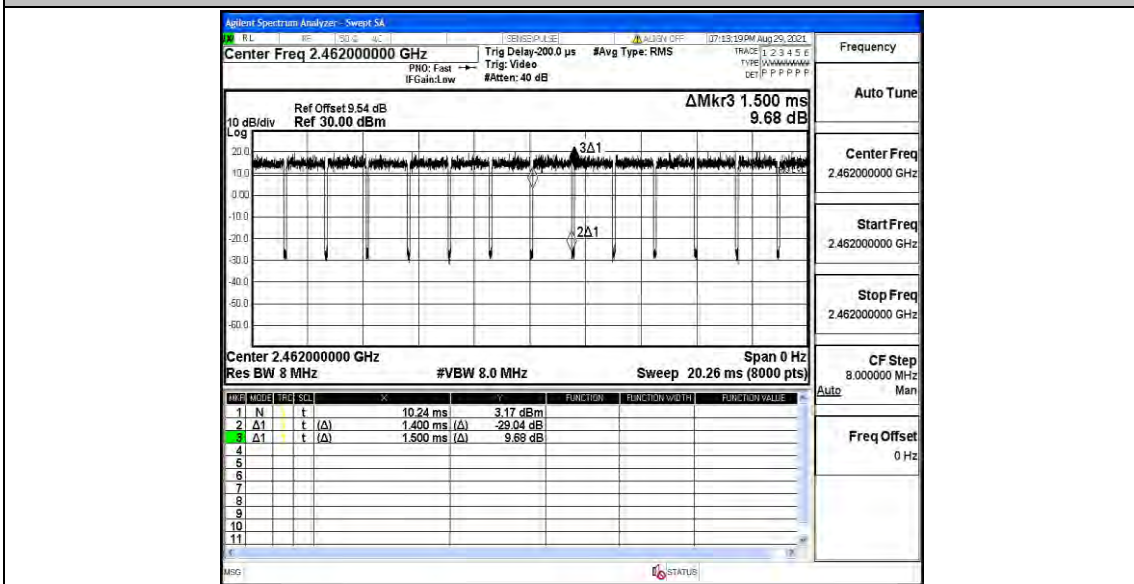 Agilent Spectrum Analyzer - Swept SA
RL RF 50 Ω AC SENSE:PULSE ALIGN OFF 07:13:19PM Aug 29, 2021
Center Freq 2.462000000 GHz
PNO: Fast
IFGain:Low
Trig Delay-200.0 µs
Trig: Video
#Atten: 40 dB
#Avg Type: RMS
TRACE 1 2 3 4 5 6
TYPE
DET P P P P P P
ΔMkr3 1.500 ms
9.68 dB
Ref Offset 9.54 dB
10 dB/div Ref 30.00 dBm
Log
20.0
10.0
0.00
-10.0
-20.0
-30.0
-40.0
-50.0
-60.0
3Δ1
2Δ1
Center 2.462000000 GHz Span 0 Hz
Res BW 8 MHz #VBW 8.0 MHz Sweep 20.26 ms (8000 pts)
MKR MODE TRC SCL X Y FUNCTION FUNCTION WIDTH FUNCTION VALUE
1 N t 10.24 ms 3.17 dBm
2 Δ1 t (Δ) 1.400 ms (Δ) -29.04 dB
3 Δ1 t (Δ) 1.500 ms (Δ) 9.68 dB
4
5
6
7
8
9
10
11
MSG STATUS
Frequency
Auto Tune
Center Freq
2.462000000 GHz
Start Freq
2.462000000 GHz
Stop Freq
2.462000000 GHz
CF Step
8.000000 MHz
Auto Man
Freq Offset
0 Hz